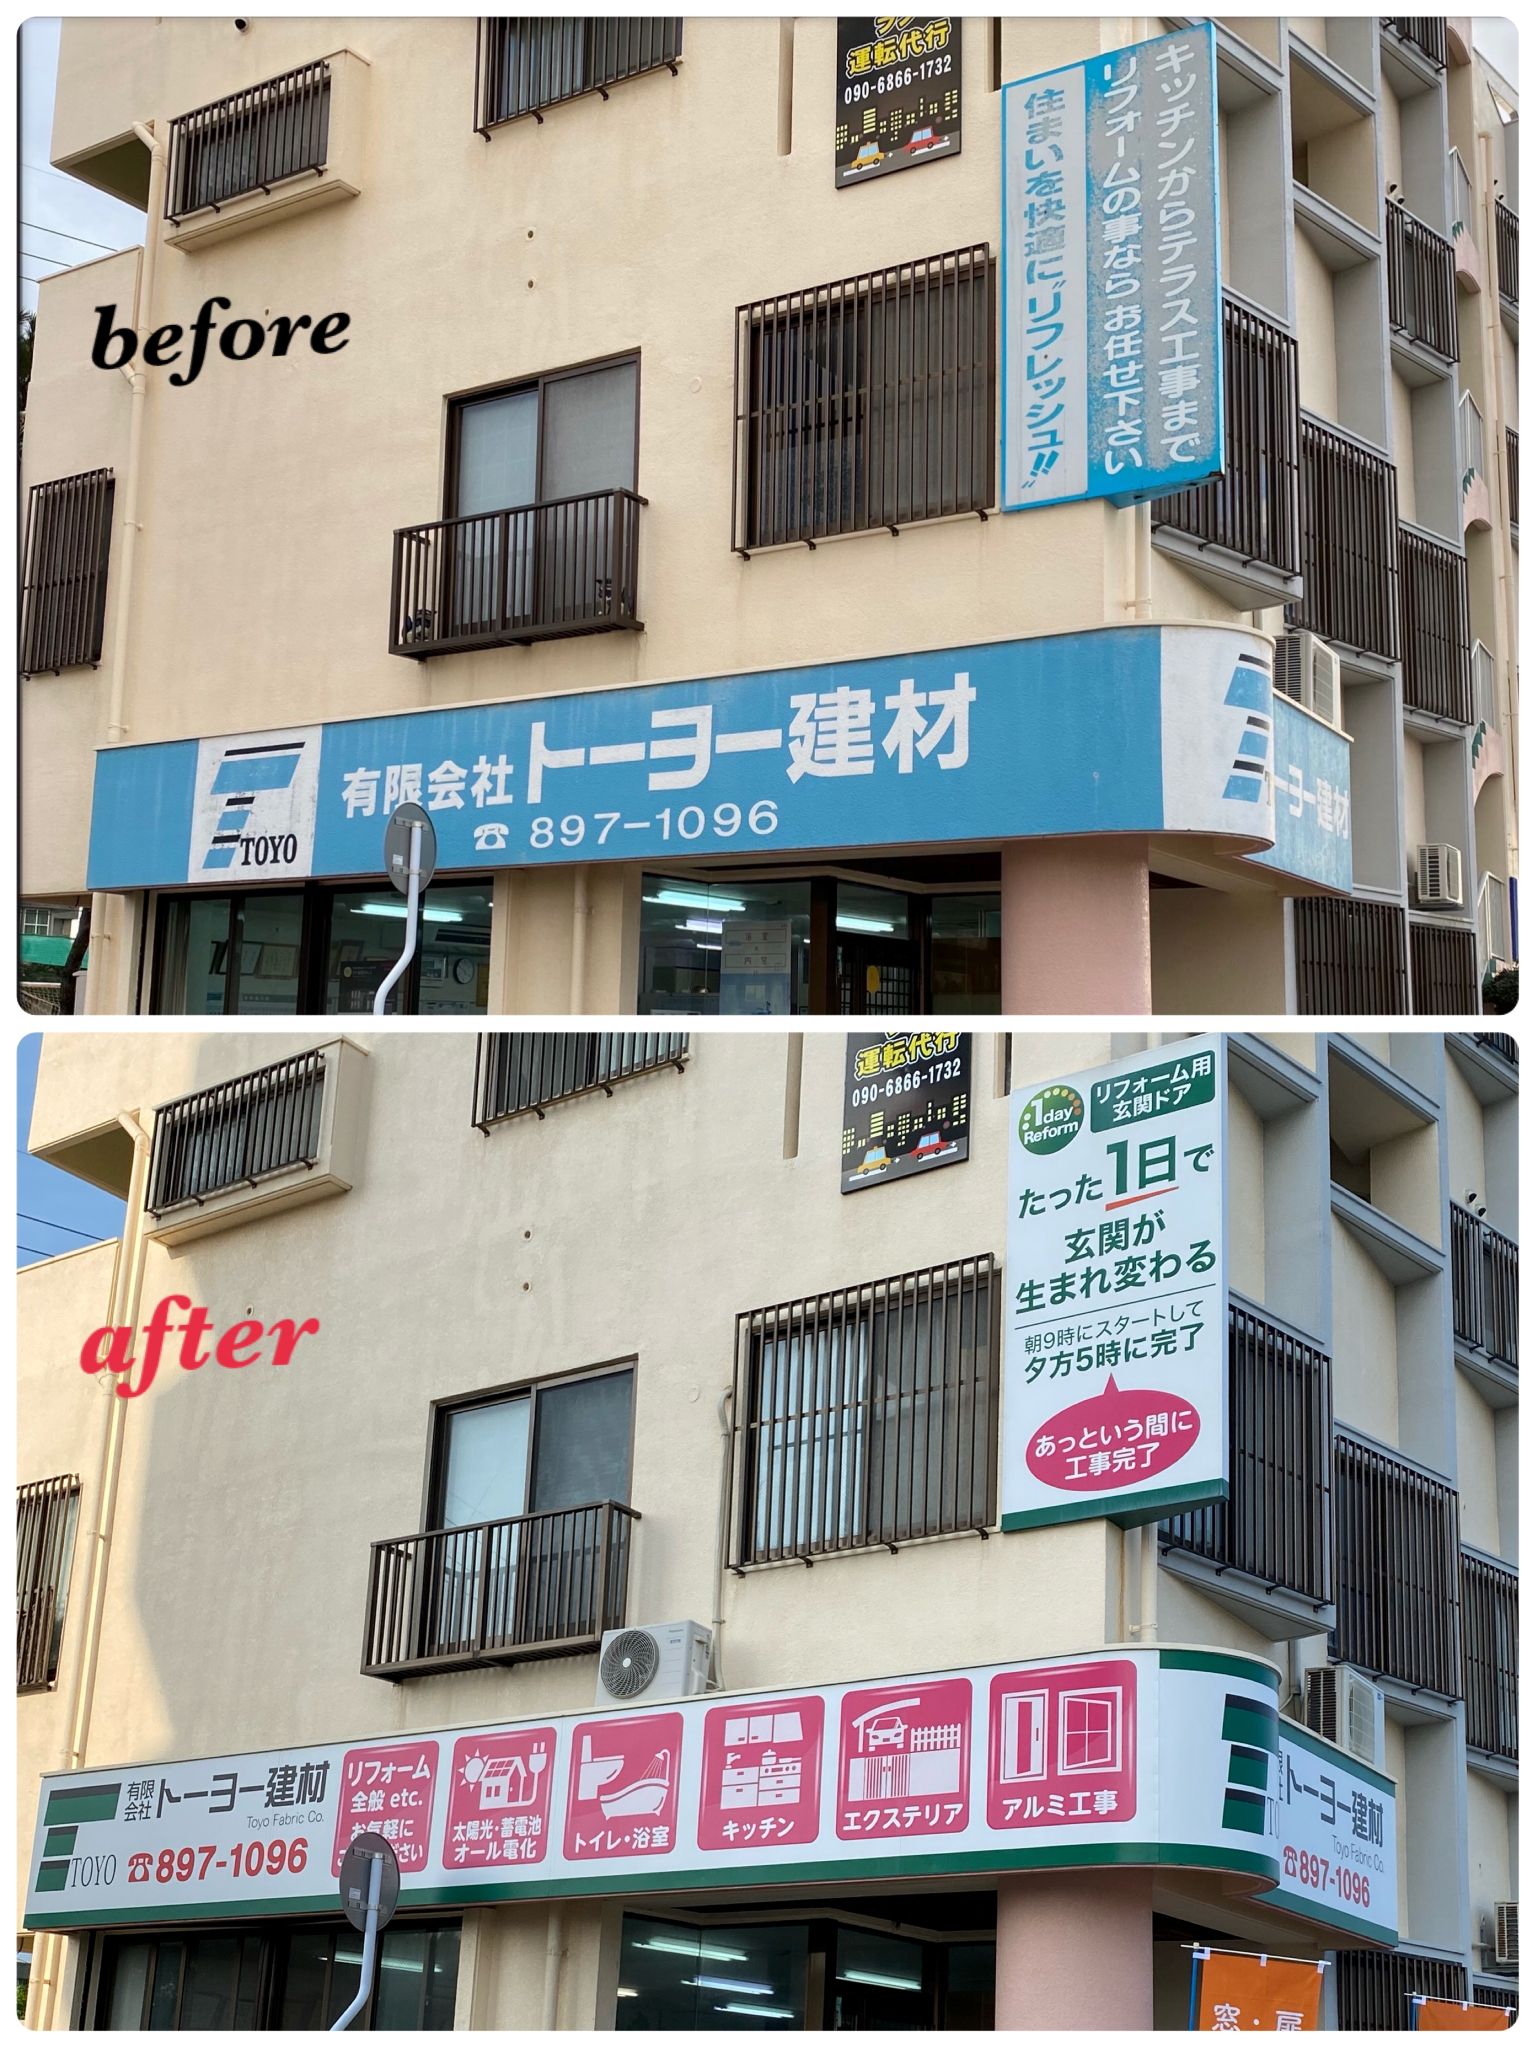 before
運転代行
090-6866-1732
キッチンからテラス工事まで
リフォームの事ならお任せ下さい
住まいを快適に"リフレッシュ!!"
TOYO
有限会社トーヨー建材
☎ 897-1096
トーヨー建材
after
運転代行
090-6866-1732
1day
Reform
リフォーム用
玄関ドア
たった1日で
玄関が
生まれ変わる
朝9時にスタートして
夕方5時に完了
あっという間に
工事完了
TOYO
有限
会社
トーヨー建材
Toyo Fabric Co.
☎897-1096
リフォーム
全般 etc.
お気軽に
ださい
太陽光・蓄電池
オール電化
トイレ・浴室
キッチン
エクステリア
アルミ工事
トーヨー建材
Toyo Fabric Co.
☎897-1096
窓・扉